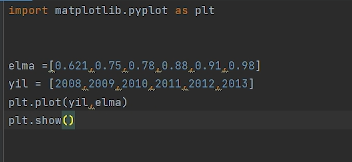 import matplotlib.pyplot as plt
elma =[0.621,0.75,0.78,0.88,0.91,0.98]
yil = [2008,2009,2010,2011,2012,2013]
plt.plot(yil,elma)
plt.show()